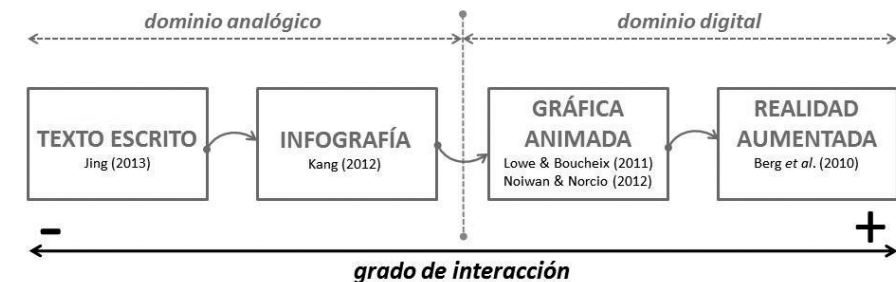 dominio analógico
dominio digital
TEXTO ESCRITO
Jing (2013)
INFOGRAFÍA
Kang (2012)
GRÁFICA
ANIMADA
Lowe & Boucheix (2011)
Noiwan & Norcio (2012)
REALIDAD
AUMENTADA
Berg et al. (2010)
- +
grado de interacción